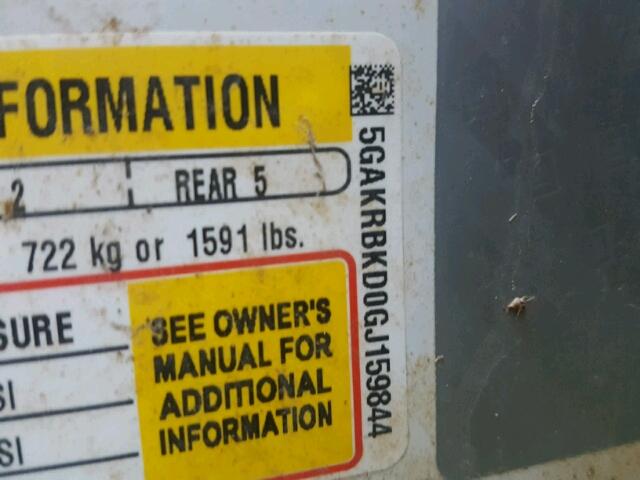 FORMATION
2 REAR 5
722 kg or 1591 lbs.
SURE
SEE OWNER'S
MANUAL FOR
ADDITIONAL
INFORMATION
SI
SI
5GAKRBKD0GJ159844